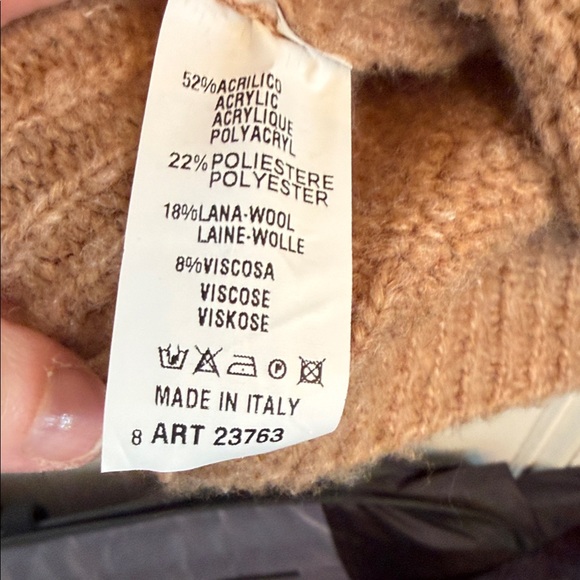 52%ACRILICO
ACRYLIC
ACRYLIQUE
POLYACRYL
22%POLIESTERE
POLYESTER
18%LANA-WOOL
LAINE-WOLLE
8%VISCOSA
VISCOSE
VISKOSE
P
MADE IN ITALY
8 ART 23763